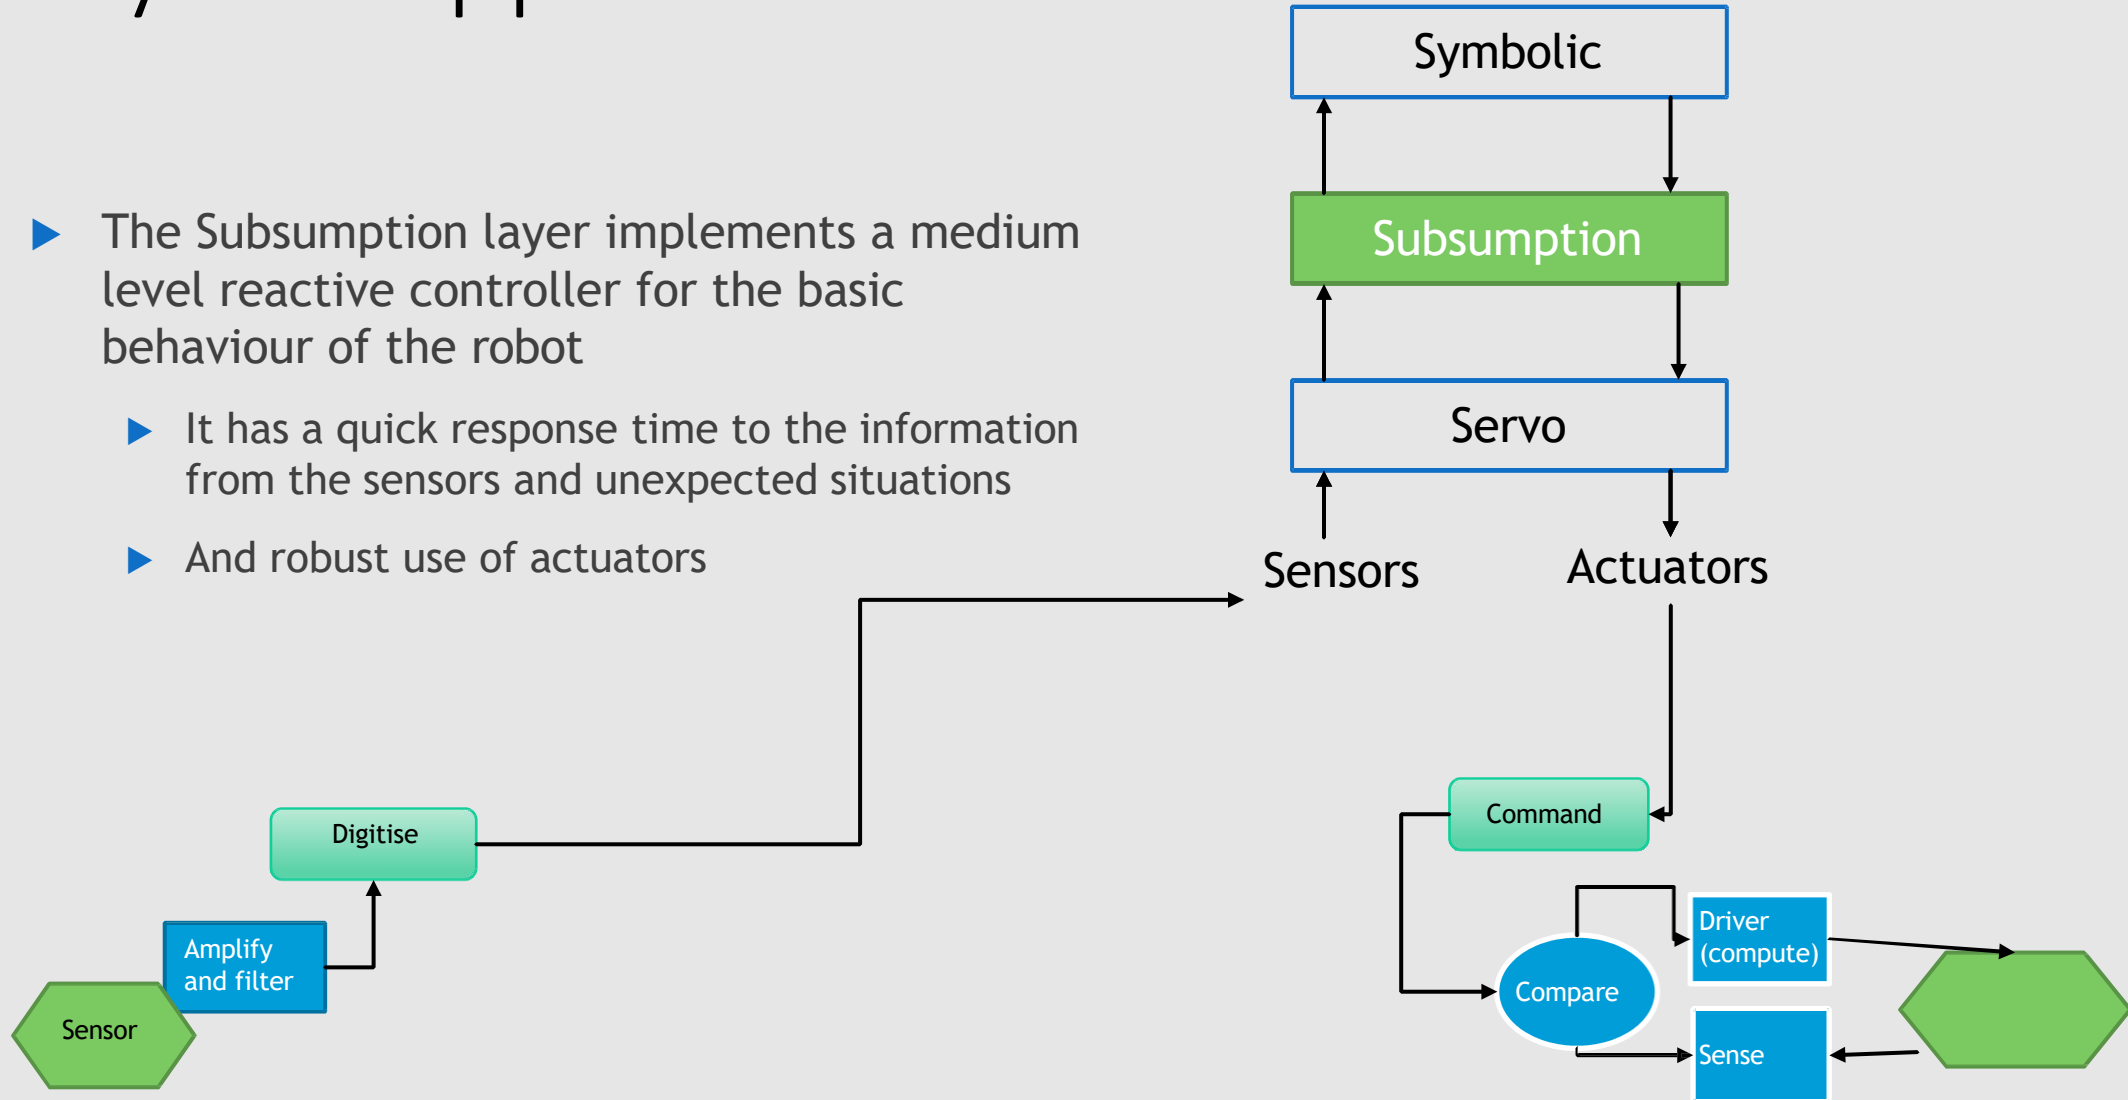 The Subsumption layer implements a medium
level reactive controller for the basic
behaviour of the robot
It has a quick response time to the information
from the sensors and unexpected situations
And robust use of actuators
Symbolic
Subsumption
Servo
Sensors
Actuators
Digitise
Amplify
and filter
Sensor
Command
Compare
Driver
(compute)
Sense